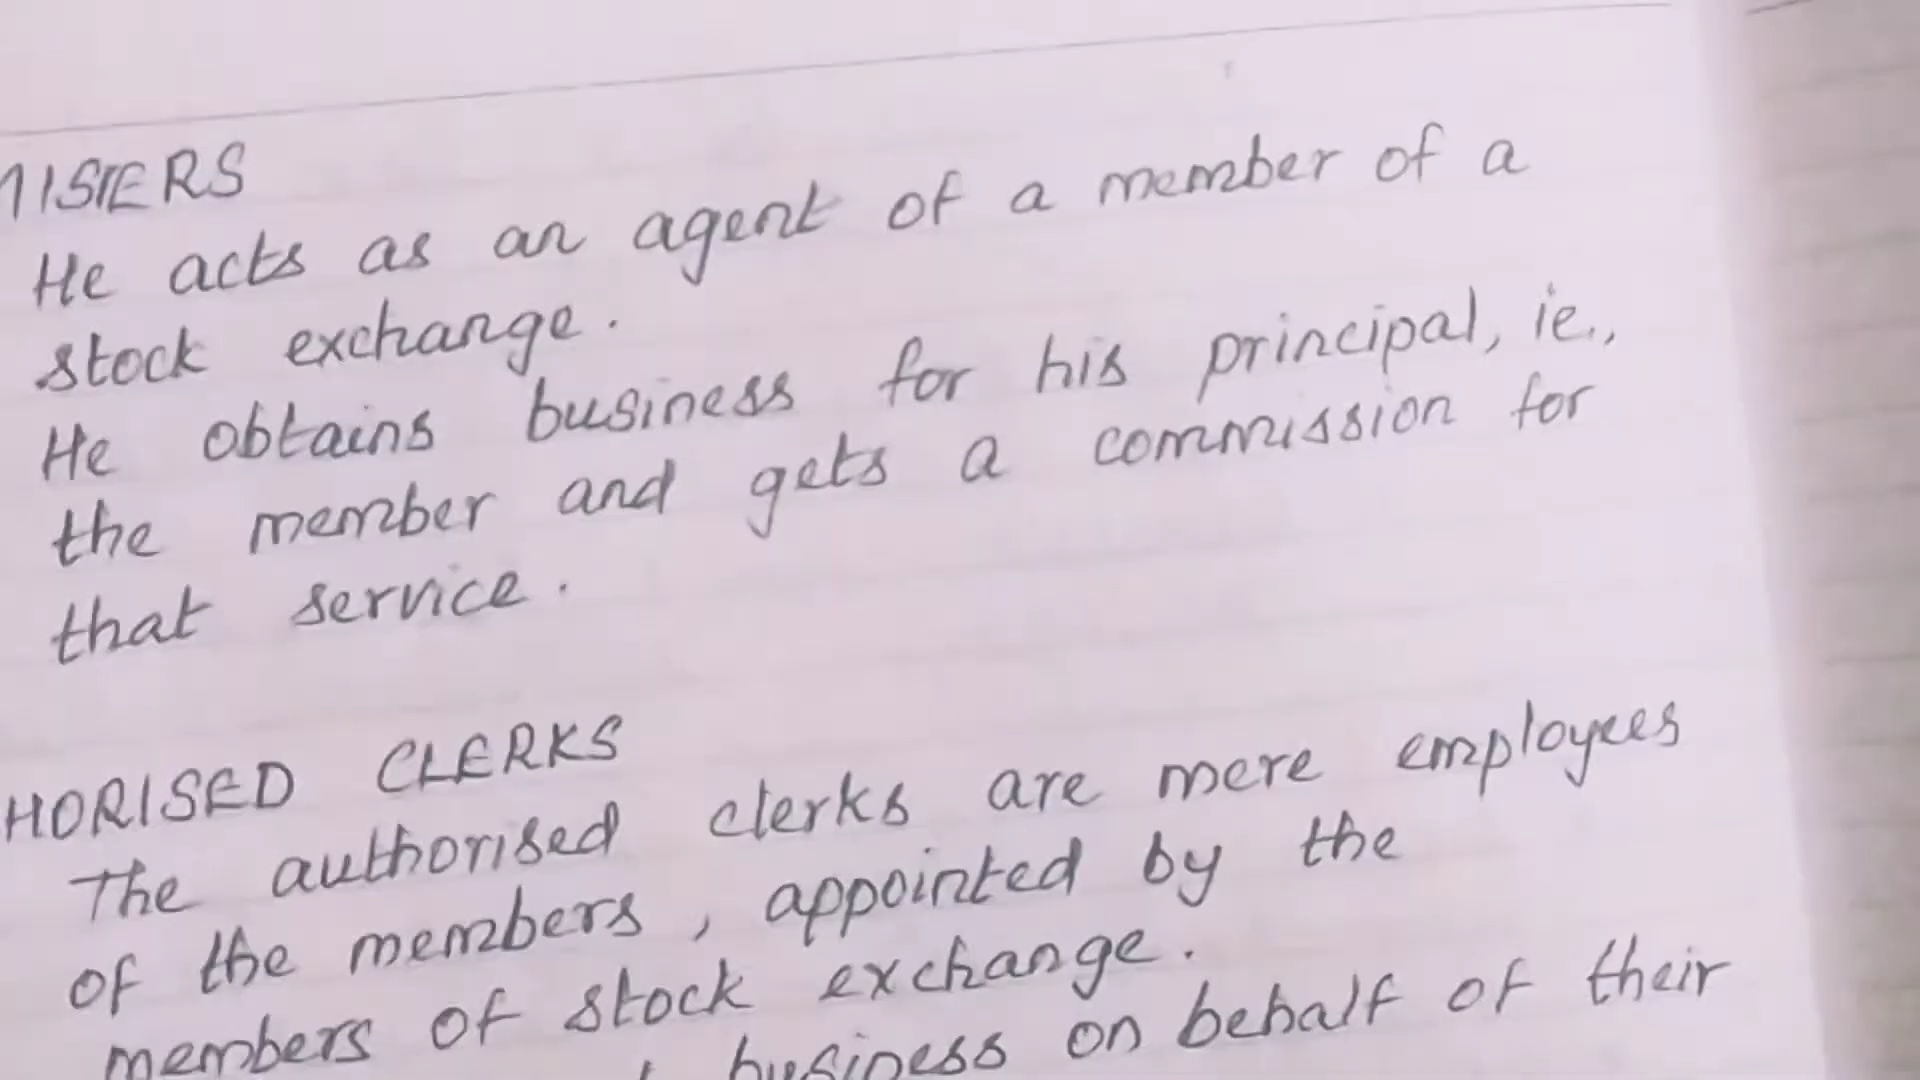 MISIERS
He acts as an agent of a member of a
stock exchange.
He obtains business for his principal, ie.,
the member and gets a commission for
that service.
HORISED CLERKS
The authorised clerks are mere employees
of the members, appointed by the
members of stock exchange.
business on behalf of their